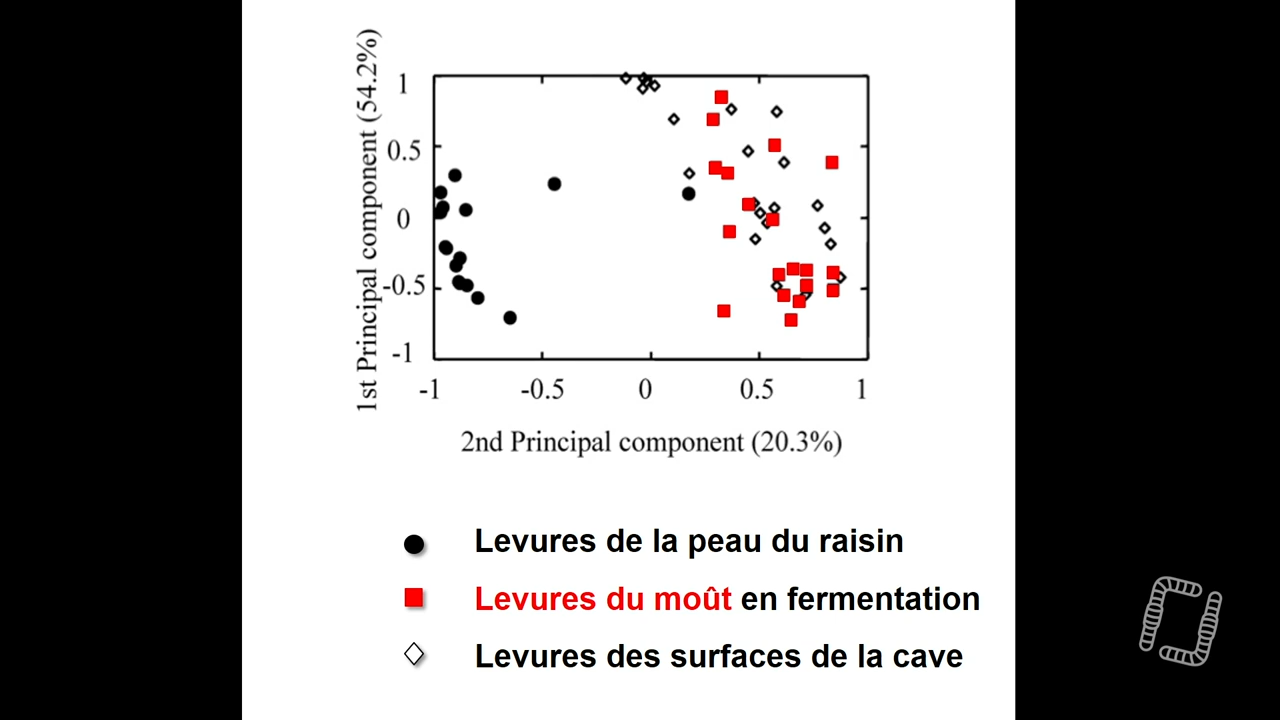 1st Principal component (54.2%)
1
0.5
0
-0.5
-1
-1 -0.5 0 0.5 1
2nd Principal component (20.3%)
Levures de la peau du raisin
Levures du moût en fermentation
Levures des surfaces de la cave